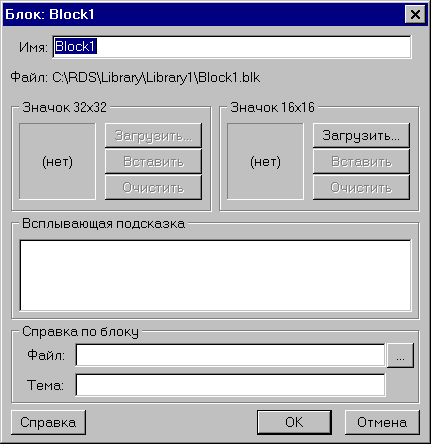 Блок: Block1
Имя: Block1
Файл: C:\RDS\Library\Library1\Block1.blk
Значок 32x32
Значок 16x16
(нет)
Загрузить...
Вставить
Очистить
(нет)
Загрузить...
Вставить
Очистить
Всплывающая подсказка
Справка по блоку
Файл:
...
Тема:
Справка
OK
Отмена